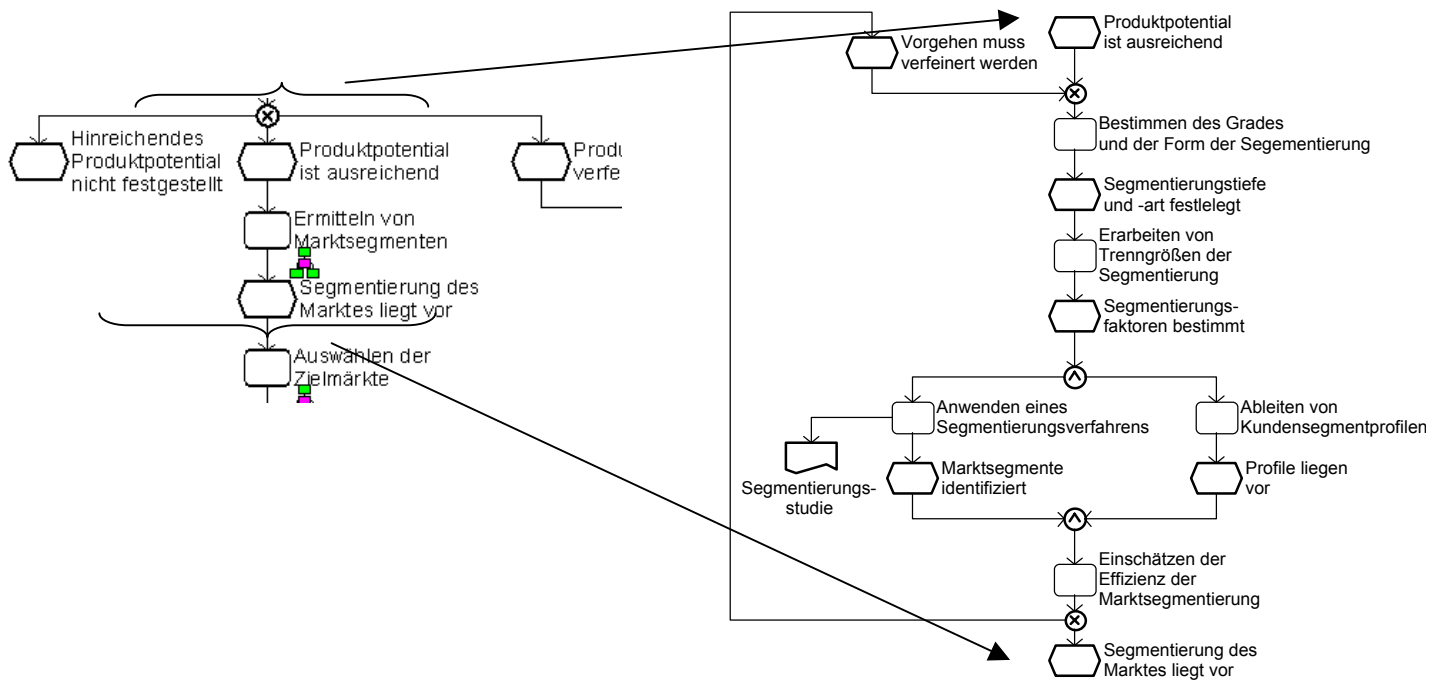 Hinreichendes
Produktpotential
nicht festgestellt
Produktpotential
ist ausreichend
Produ
verfe
Ermitteln von
Marktsegmenten
Segmentierung des
Marktes liegt vor
Auswählen der
Zielmärkte
Vorgehen muss
verfeinert werden
Produktpotential
ist ausreichend
Bestimmen des Grades
und der Form der Segementierung
Segmentierungstiefe
und -art festlelegt
Erarbeiten von
Trenngrößen der
Segmentierung
Segmentierungs-
faktoren bestimmt
Anwenden eines
Segmentierungsverfahrens
Ableiten von
Kundensegmentprofilen
Segmentierungs-
studie
Marktsegmente
identifiziert
Profile liegen
vor
Einschätzen der
Effizienz der
Marktsegmentierung
Segmentierung des
Marktes liegt vor